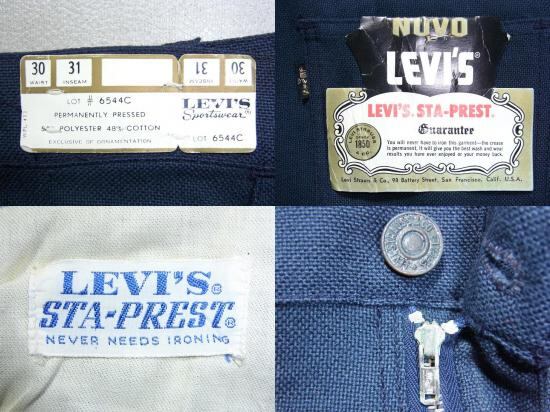 30 31
WAIST INSEAM
31 30
INSEAM WAIST
LOT # 6544C
PERMANENTLY PRESSED
POLYESTER 48% COTTON
EXCLUSIVE OF ORNAMENTATION
LEVI'S®
Sportswear
LOT 6544C
NUVO
LEVI'S
LEVI'S. STA-PREST.
Guarantee
SINCE
1850
You will never have to iron this garment—the crease
is permanent. It will give you the best wash and wear
results you have ever enjoyed or your money back.
Levi Strauss & Co., 98 Battery Street, San Francisco, Calif. U.S.A.
LEVI'S®
STA-PREST®
NEVER NEEDS IRONING